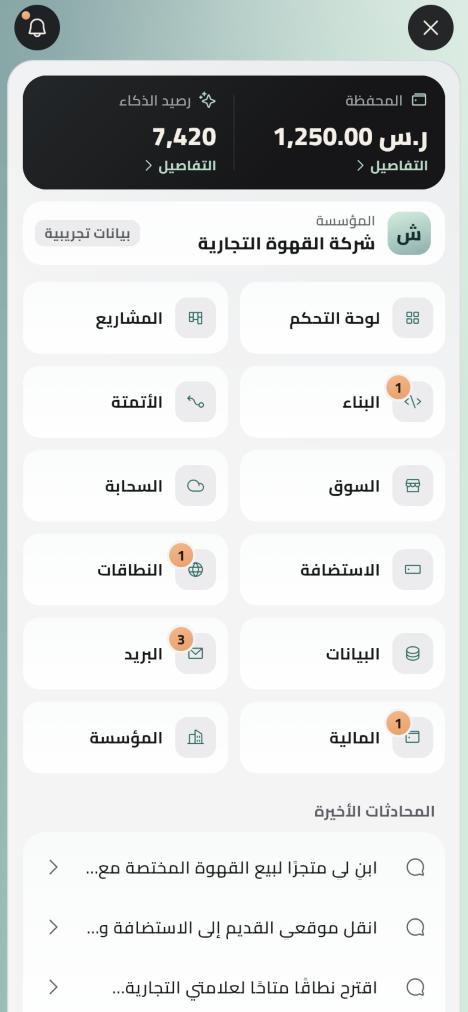 المحفظة
ر.س 1,250.00
التفاصيل
رصيد الذكاء
7,420
التفاصيل
ش
المؤسسة
شركة القهوة التجارية
بيانات تجريبية
لوحة التحكم
المشاريع
1
البناء
الأتمتة
السوق
السحابة
الاستضافة
1
النطاقات
البيانات
3
البريد
1
المالية
المؤسسة
المحادثات الأخيرة
ابنِ لي متجرًا لبيع القهوة المختصة مع...
انقل موقعي القديم إلى الاستضافة و...
اقترح نطاقًا متاحًا لعلامتي التجارية...